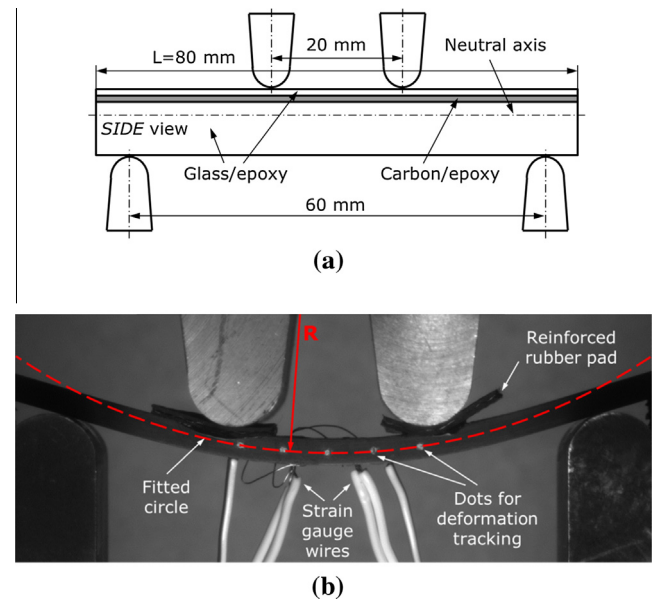 20 mm
Neutral axis
L=80 mm
SIDE view
Glass/epoxy
Carbon/epoxy
60 mm
(a)
R
Reinforced
rubber pad
Fitted
circle
Strain
gauge
wires
Dots for
deformation
tracking
(b)